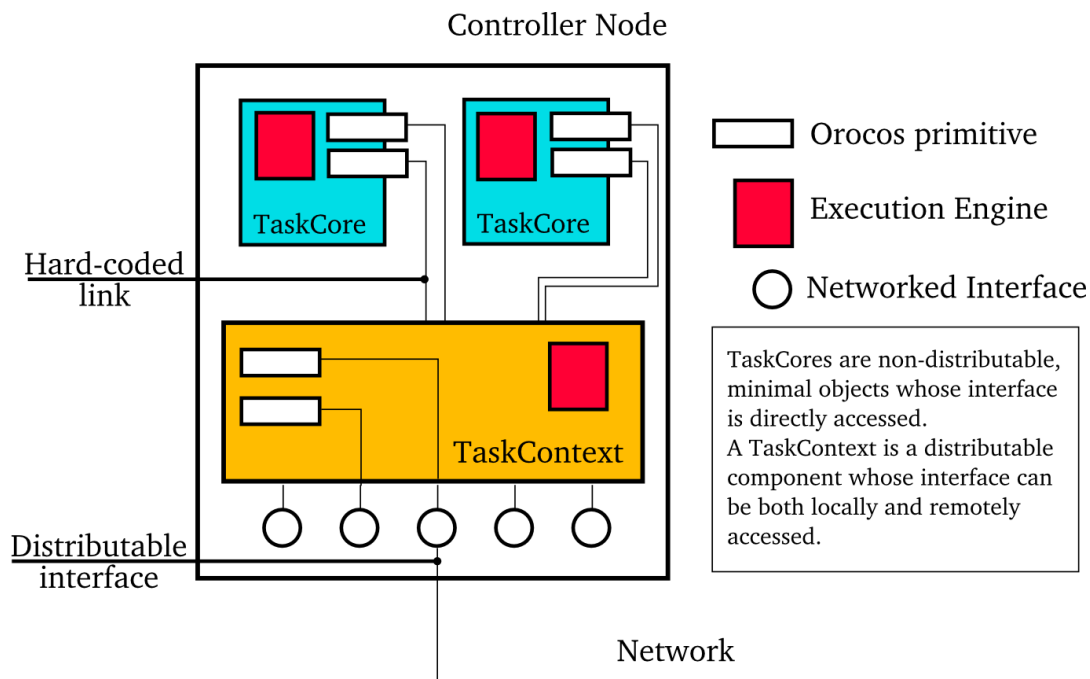 Controller Node
TaskCore
TaskCore
Hard-coded
link
TaskContext
Distributable
interface
Network
Orocos primitive
Execution Engine
Networked Interface
TaskCores are non-distributable,
minimal objects whose interface
is directly accessed.
A TaskContext is a distributable
component whose interface can
be both locally and remotely
accessed.